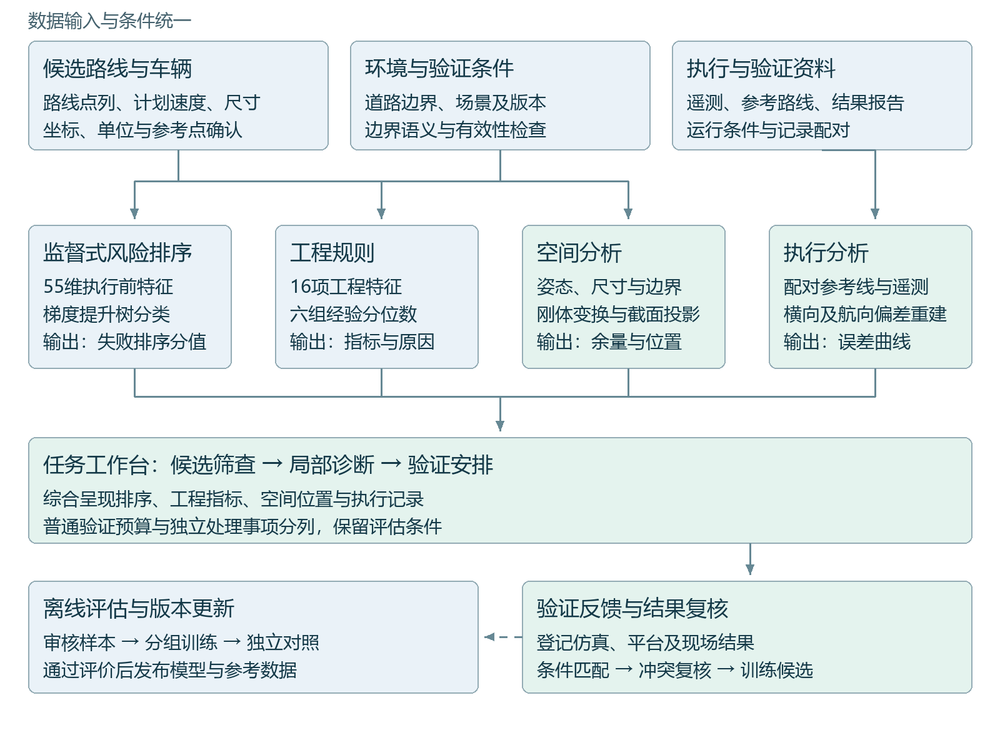 数据输入与条件统一
候选路线与车辆
路线点列、计划速度、尺寸
坐标、单位与参考点确认
环境与验证条件
道路边界、场景及版本
边界语义与有效性检查
执行与验证资料
遥测、参考路线、结果报告
运行条件与记录配对
监督式风险排序
55维执行前特征
梯度提升树分类
输出：失败排序分值
工程规则
16项工程特征
六组经验分位数
输出：指标与原因
空间分析
姿态、尺寸与边界
刚体变换与截面投影
输出：余量与位置
执行分析
配对参考线与遥测
横向及航向偏差重建
输出：误差曲线
任务工作台：候选筛查 → 局部诊断 → 验证安排
综合呈现排序、工程指标、空间位置与执行记录
普通验证预算与独立处理事项分列，保留评估条件
离线评估与版本更新
审核样本 → 分组训练 → 独立对照
通过评价后发布模型与参考数据
验证反馈与结果复核
登记仿真、平台及现场结果
条件匹配 → 冲突复核 → 训练候选